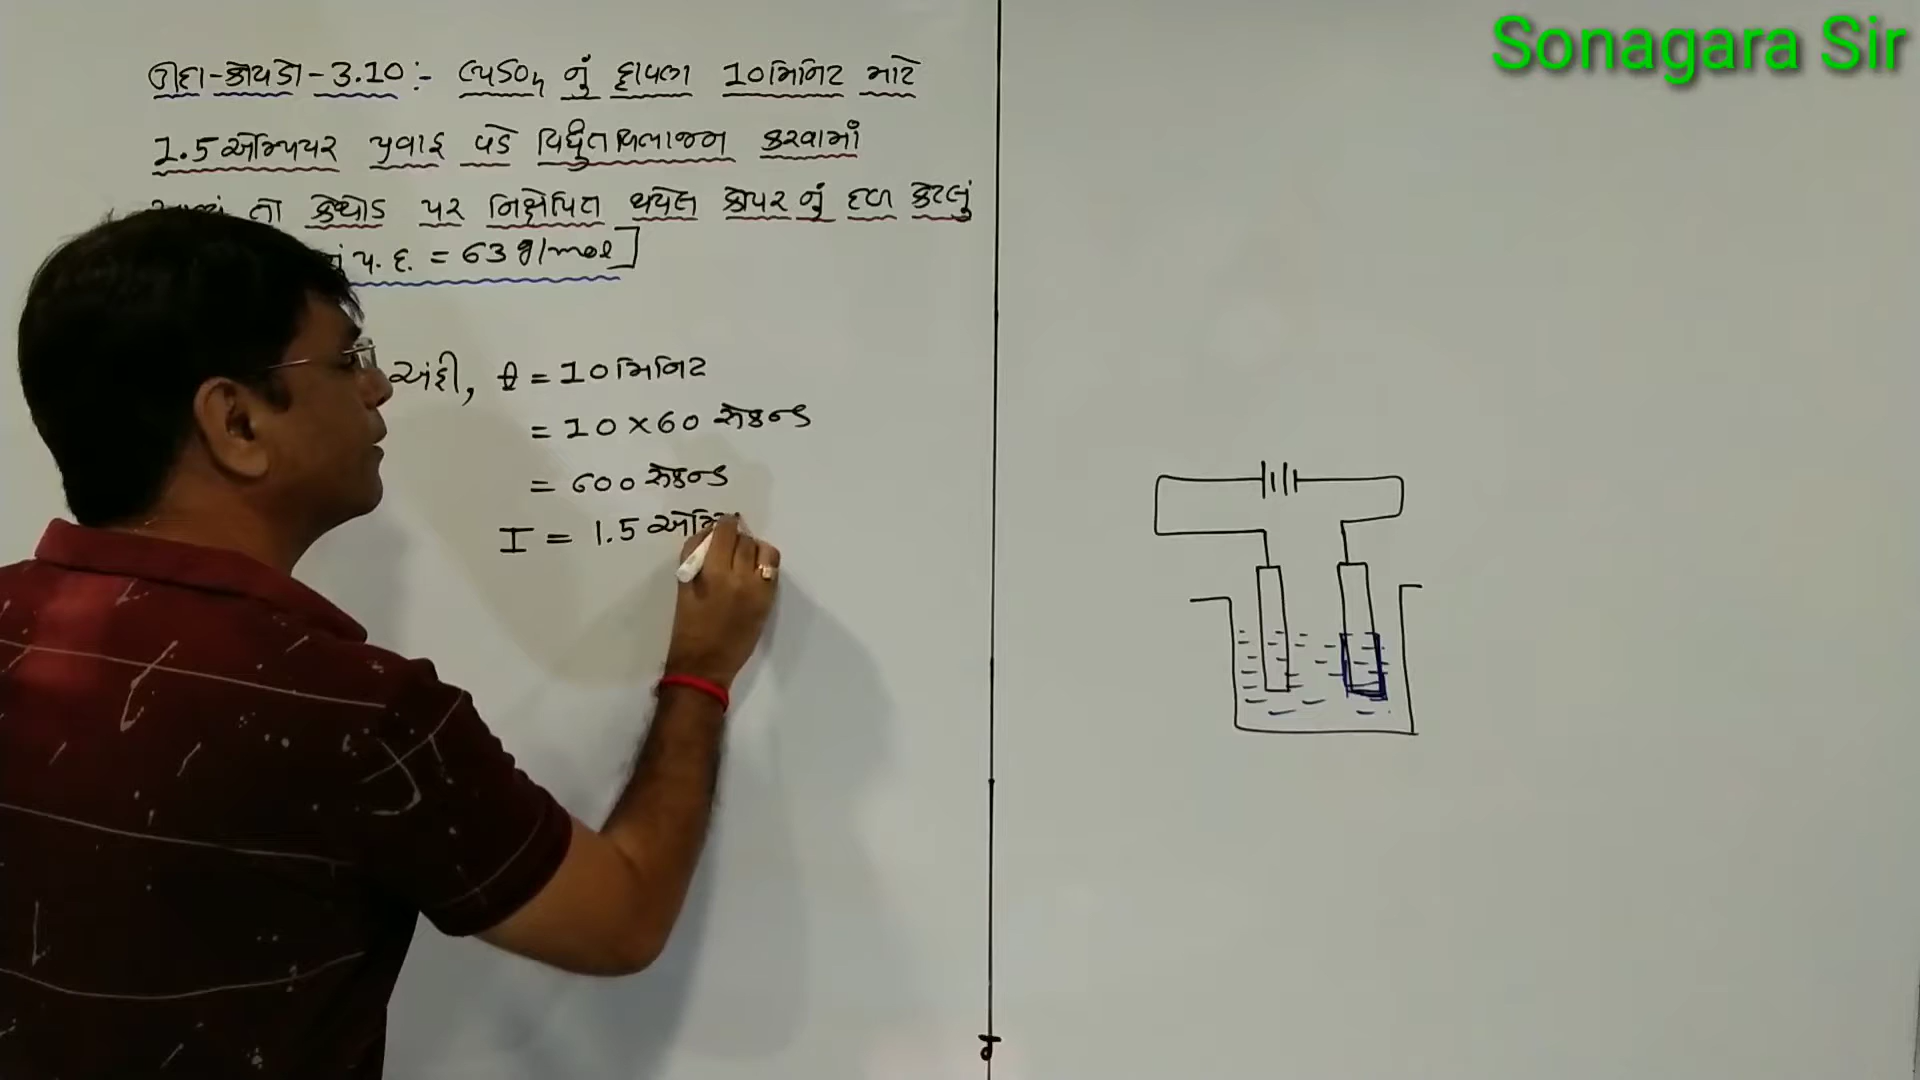 Sonagara Sir
ઉદા-કોયડો-3.10:- CuSO4 નું દ્રાવણ 10 મિનિટ માટે
1.5 એમ્પિયર પ્રવાહ વડે વિદ્યુતવિભાજન કરવામાં
તો કેથોડ પર નિક્ષેપિત થયેલ કોપર નું દળ કેટલું
પ. દ. = 63 g/mol]
અહીં, t = 10 મિનિટ
= 10 × 60 સેકન્ડ
= 600 સેકન્ડ
I = 1.5